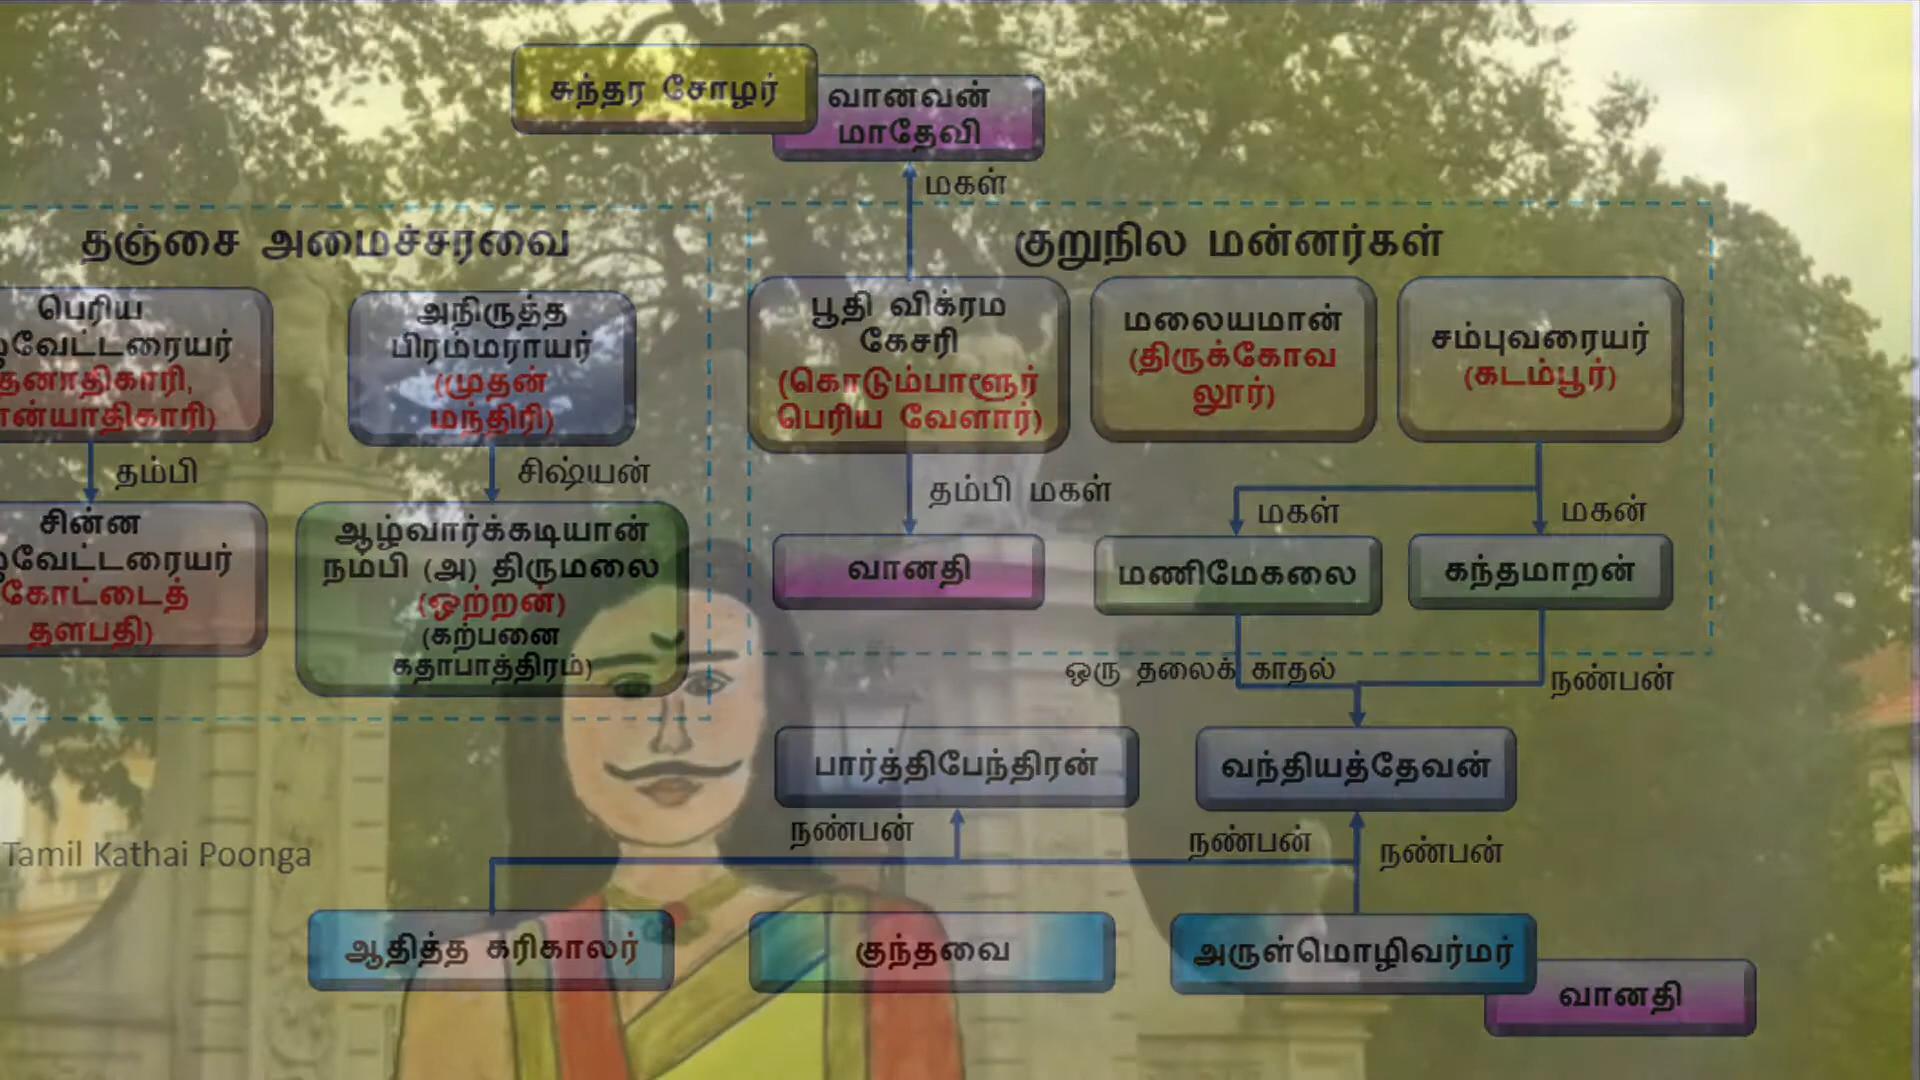 சுந்தர சோழர்
வானவன்
மாதேவி
மகள்
தஞ்சை அமைச்சரவை
குறுநில மன்னர்கள்
பெரிய
வேட்டரையர்
தனாதிகாரி,
ன்யாதிகாரி)
அநிருத்த
பிரம்மராயர்
(முதன்
மந்திரி)
பூதி விக்ரம
கேசரி
(கொடும்பாளூர்
பெரிய வேளார்)
மலையமான்
(திருக்கோவ
லூர்)
சம்புவரையர்
(கடம்பூர்)
தம்பி
சிஷ்யன்
தம்பி மகள்
மகள்
மகன்
சின்ன
வேட்டரையர்
கோட்டைத்
தளபதி)
ஆழ்வார்க்கடியான்
நம்பி (அ) திருமலை
(ஒற்றன்)
(கற்பனை
கதாபாத்திரம்)
வானதி
மணிமேகலை
கந்தமாறன்
ஒரு தலைக் காதல்
நண்பன்
பார்த்திபேந்திரன்
வந்தியத்தேவன்
நண்பன்
நண்பன்
நண்பன்
Tamil Kathai Poonga
ஆதித்த கரிகாலர்
குந்தவை
அருள்மொழிவர்மர்
வானதி